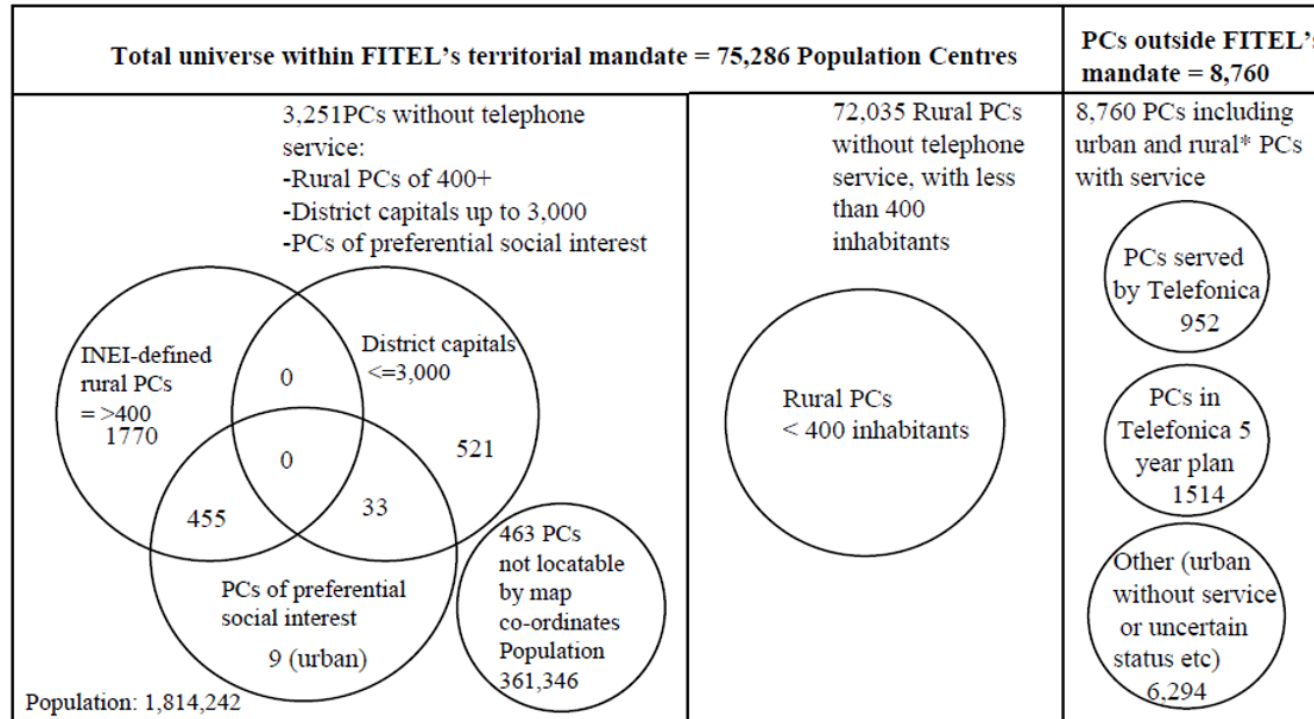 Total universe within FITEL's territorial mandate = 75,286 Population Centres
PCs outside FITEL's
mandate = 8,760
3,251PCs without telephone
service:
-Rural PCs of 400+
-District capitals up to 3,000
-PCs of preferential social interest
INEI-defined
rural PCs
= >400
1770
0
District capitals
<=3,000
521
0
455
33
PCs of preferential
social interest
9 (urban)
463 PCs
not locatable
by map
co-ordinates
Population
361,346
Population: 1,814,242
72,035 Rural PCs
without telephone
service, with less
than 400
inhabitants
Rural PCs
< 400 inhabitants
8,760 PCs including
urban and rural* PCs
with service
PCs served
by Telefonica
952
PCs in
Telefonica 5
year plan
1514
Other (urban
without service
or uncertain
status etc)
6,294